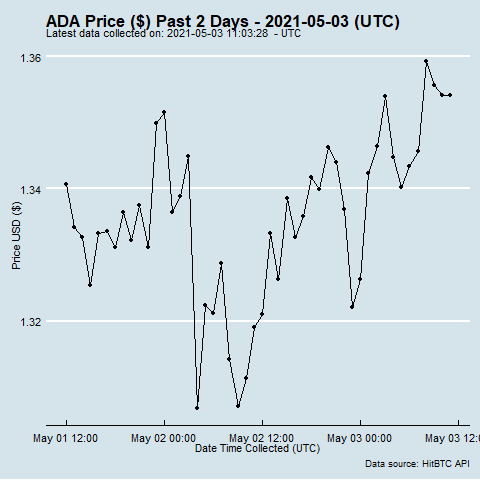 ADA Price ($) Past 2 Days - 2021-05-03 (UTC)
Latest data collected on: 2021-05-03 11:03:28  - UTC
1.36
1.34
1.32
Price USD ($)
May 01 12:00 May 02 00:00 May 02 12:00 May 03 00:00 May 03 12:00
Date Time Collected (UTC)
Data source: HitBTC API